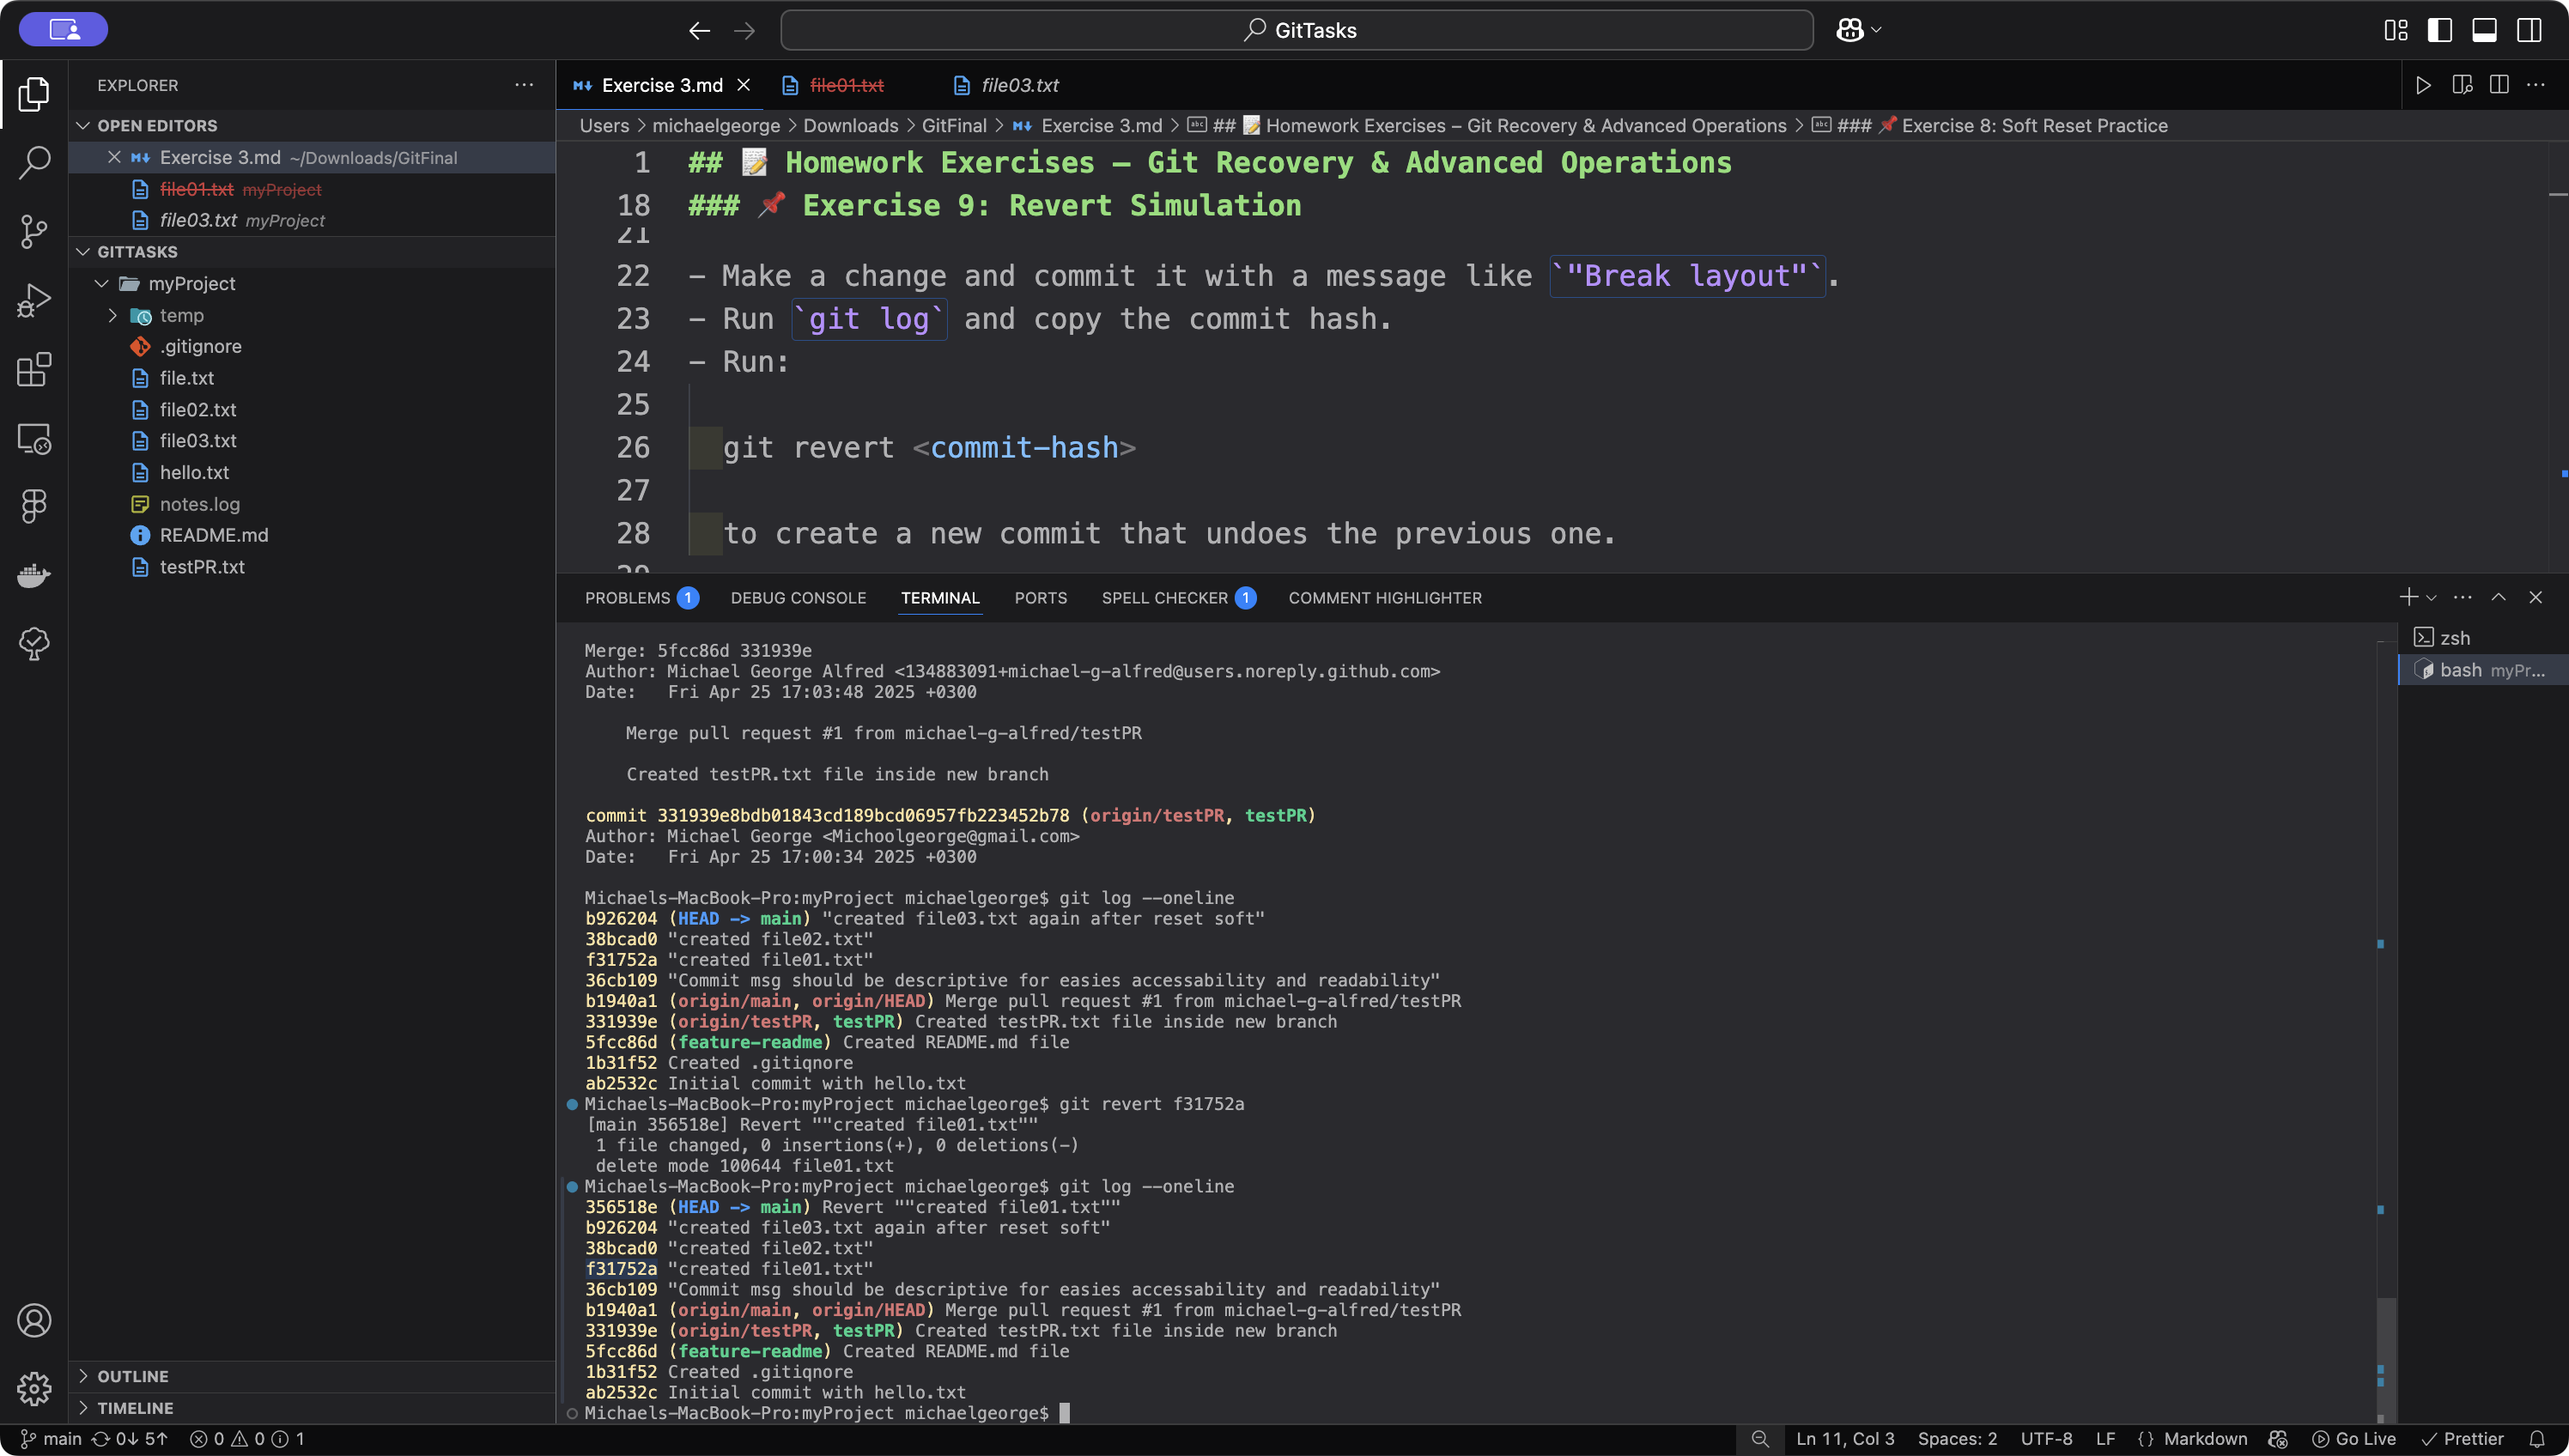 GitTasks
EXPLORER
OPEN EDITORS
Exercise 3.md ~/Downloads/GitFinal
file01.txt myProject
file03.txt myProject
GITTASKS
myProject
temp
.gitignore
file.txt
file02.txt
file03.txt
hello.txt
notes.log
README.md
testPR.txt
OUTLINE
TIMELINE
Exercise 3.md
file01.txt
file03.txt
Users > michaelgeorge > Downloads > GitFinal > Exercise 3.md > ## 📝 Homework Exercises – Git Recovery & Advanced Operations > ### 📌 Exercise 8: Soft Reset Practice
1 ## 📝 Homework Exercises – Git Recovery & Advanced Operations
18 ### 📌 Exercise 9: Revert Simulation
21
22 - Make a change and commit it with a message like `"Break layout"`.
23 - Run `git log` and copy the commit hash.
24 - Run:
25
26 git revert <commit-hash>
27
28 to create a new commit that undoes the previous one.
PROBLEMS 1 DEBUG CONSOLE TERMINAL PORTS SPELL CHECKER 1 COMMENT HIGHLIGHTER
zsh
bash myPr...
Merge: 5fcc86d 331939e
Author: Michael George Alfred <134883091+michael-g-alfred@users.noreply.github.com>
Date: Fri Apr 25 17:03:48 2025 +0300
Merge pull request #1 from michael-g-alfred/testPR
Created testPR.txt file inside new branch
commit 331939e8bdb01843cd189bcd06957fb223452b78 (origin/testPR, testPR)
Author: Michael George <Michoolgeorge@gmail.com>
Date: Fri Apr 25 17:00:34 2025 +0300
Michaels-MacBook-Pro:myProject michaelgeorge$ git log --oneline
b926204 (HEAD -> main) "created file03.txt again after reset soft"
38bcad0 "created file02.txt"
f31752a "created file01.txt"
36cb109 "Commit msg should be descriptive for easies accessability and readability"
b1940a1 (origin/main, origin/HEAD) Merge pull request #1 from michael-g-alfred/testPR
331939e (origin/testPR, testPR) Created testPR.txt file inside new branch
5fcc86d (feature-readme) Created README.md file
1b31f52 Created .gitiqnore
ab2532c Initial commit with hello.txt
Michaels-MacBook-Pro:myProject michaelgeorge$ git revert f31752a
[main 356518e] Revert ""created file01.txt""
1 file changed, 0 insertions(+), 0 deletions(-)
delete mode 100644 file01.txt
Michaels-MacBook-Pro:myProject michaelgeorge$ git log --oneline
356518e (HEAD -> main) Revert ""created file01.txt""
b926204 "created file03.txt again after reset soft"
38bcad0 "created file02.txt"
f31752a "created file01.txt"
36cb109 "Commit msg should be descriptive for easies accessability and readability"
b1940a1 (origin/main, origin/HEAD) Merge pull request #1 from michael-g-alfred/testPR
331939e (origin/testPR, testPR) Created testPR.txt file inside new branch
5fcc86d (feature-readme) Created README.md file
1b31f52 Created .gitiqnore
ab2532c Initial commit with hello.txt
Michaels-MacBook-Pro:myProject michaelgeorge$
main 0↓ 5↑ 0 0 1 Ln 11, Col 3 Spaces: 2 UTF-8 LF {} Markdown Go Live Prettier